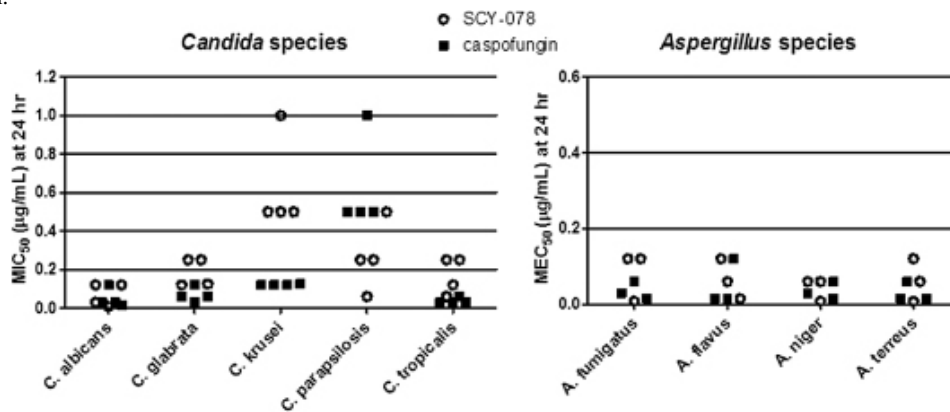 SCY-078
caspofungin
Candida species
Aspergillus species
MIC50 (µg/mL) at 24 hr
1.2
1.0
0.8
0.6
0.4
0.2
0.0
C. albicans
C. glabrata
C. krusei
C. parapsilosis
C. tropicalis
MEC50 (µg/mL) at 24 hr
0.6
0.4
0.2
0.0
A. fumigatus
A. flavus
A. niger
A. terreus